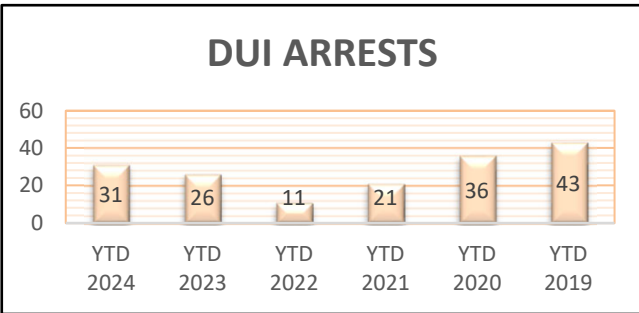 DUI ARRESTS
60
40
20
0
31
26
11
21
36
43
YTD 2024
YTD 2023
YTD 2022
YTD 2021
YTD 2020
YTD 2019